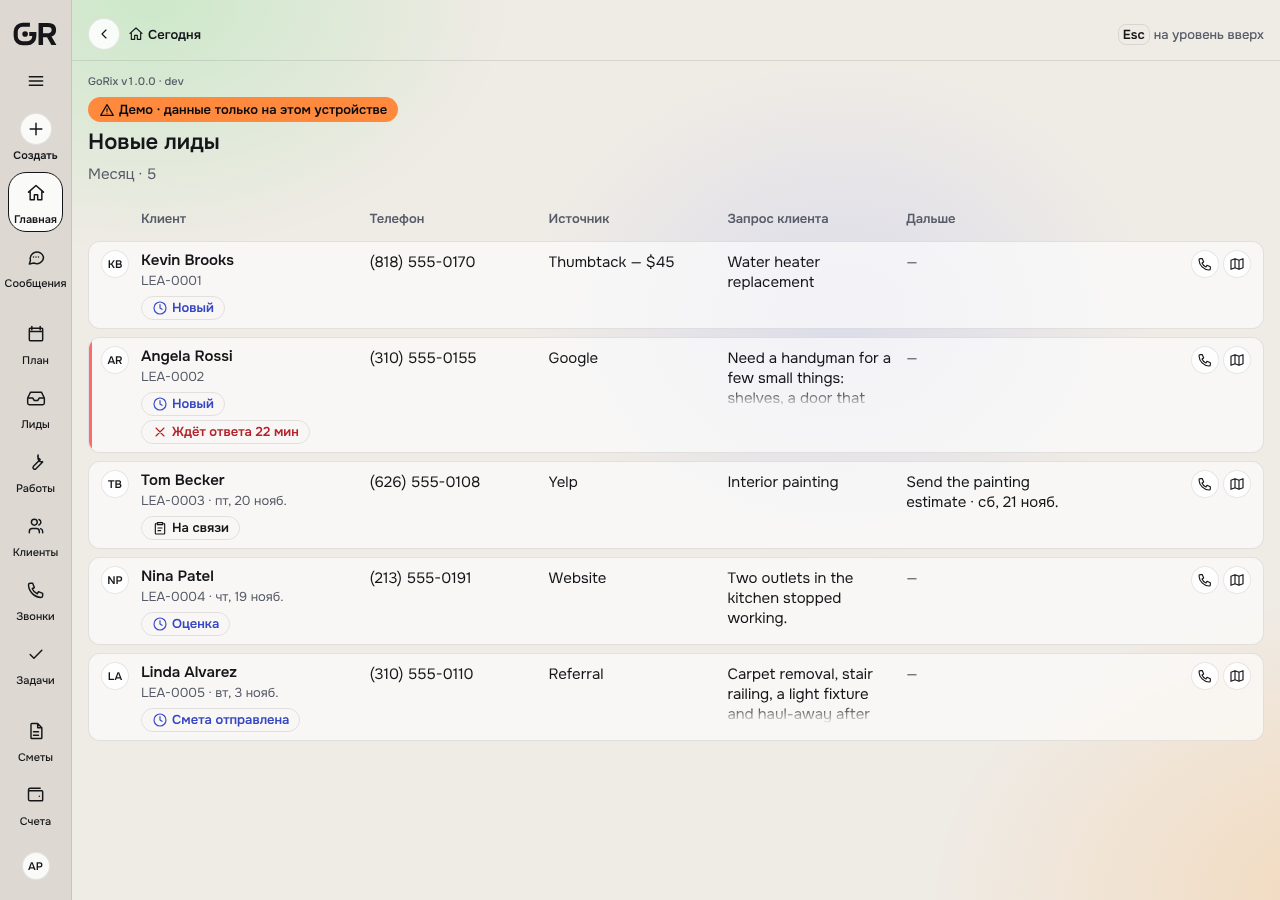 GR
Сегодня
Esc на уровень вверх
GoRix v1.0.0 · dev
Демо · данные только на этом устройстве
Новые лиды
Месяц · 5
Создать
Главная
Сообщения
План
Лиды
Работы
Клиенты
Звонки
Задачи
Сметы
Счета
AP
Клиент Телефон Источник Запрос клиента Дальше
KB Kevin Brooks (818) 555-0170 Thumbtack — $45 Water heater —
replacement
LEA-0001
Новый
AR Angela Rossi (310) 555-0155 Google Need a handyman for a —
few small things:
shelves, a door that
LEA-0002
Новый
Ждёт ответа 22 мин
TB Tom Becker (626) 555-0108 Yelp Interior painting Send the painting
estimate · сб, 21 нояб.
LEA-0003 · пт, 20 нояб.
На связи
NP Nina Patel (213) 555-0191 Website Two outlets in the —
kitchen stopped
working.
LEA-0004 · чт, 19 нояб.
Оценка
LA Linda Alvarez (310) 555-0110 Referral Carpet removal, stair —
railing, a light fixture
and haul-away after
LEA-0005 · вт, 3 нояб.
Смета отправлена